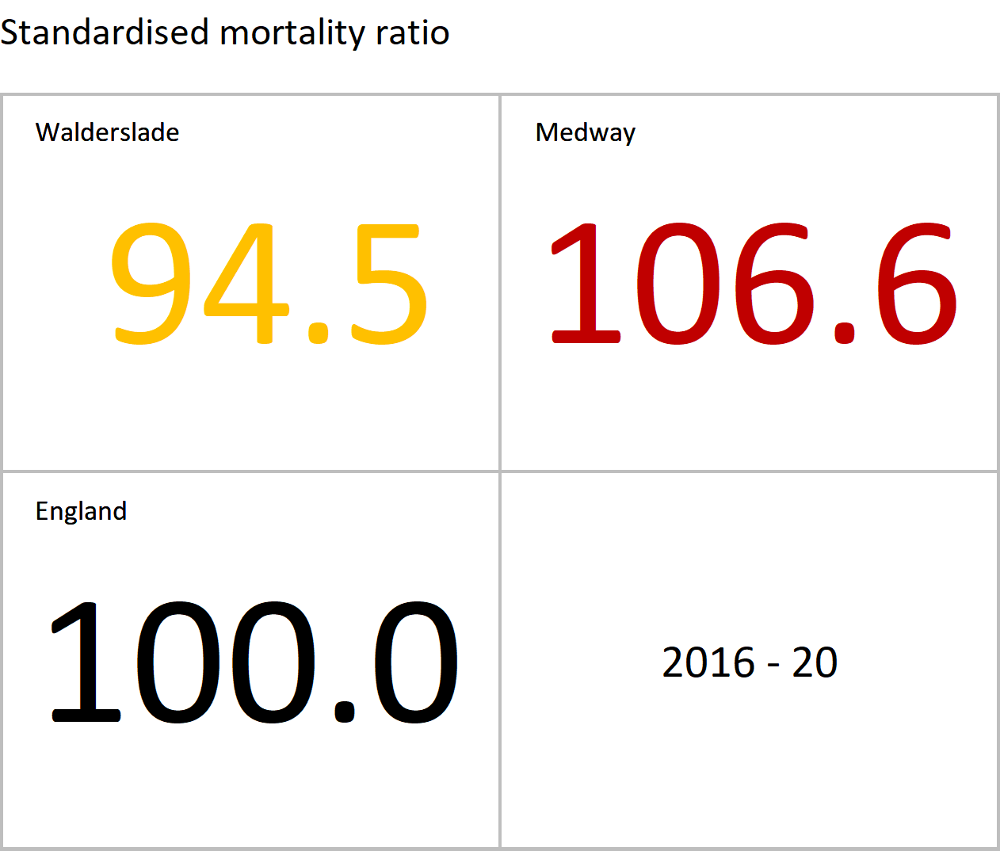 Standardised mortality ratio
Walderslade
94.5
Medway
106.6
England
100.0
2016 - 20